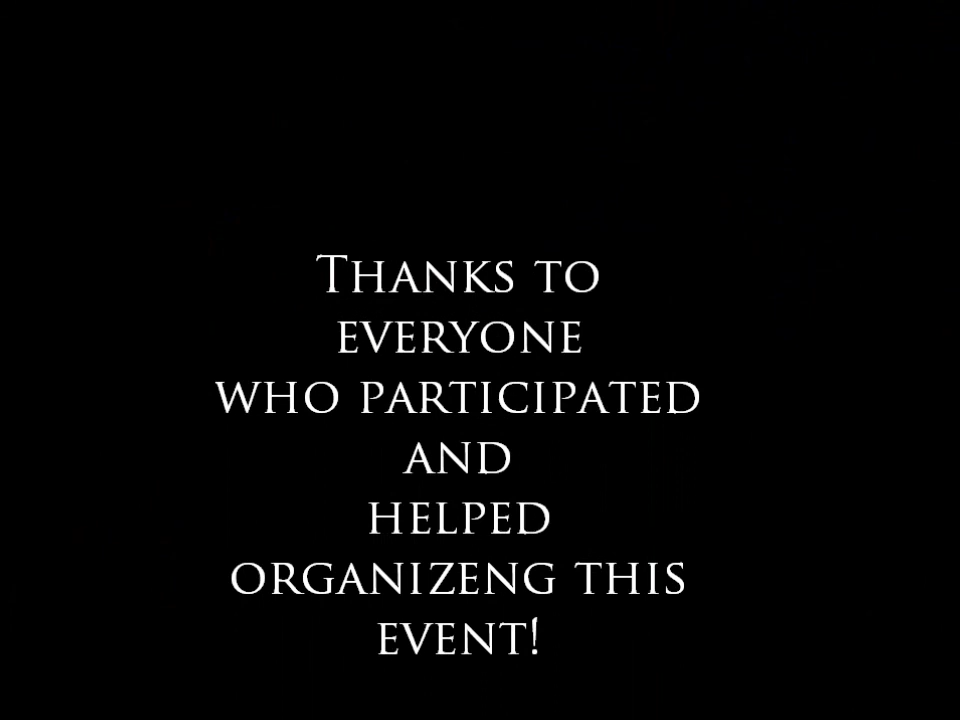 Thanks to
everyone
who participated
and
helped
organizeng this
event!